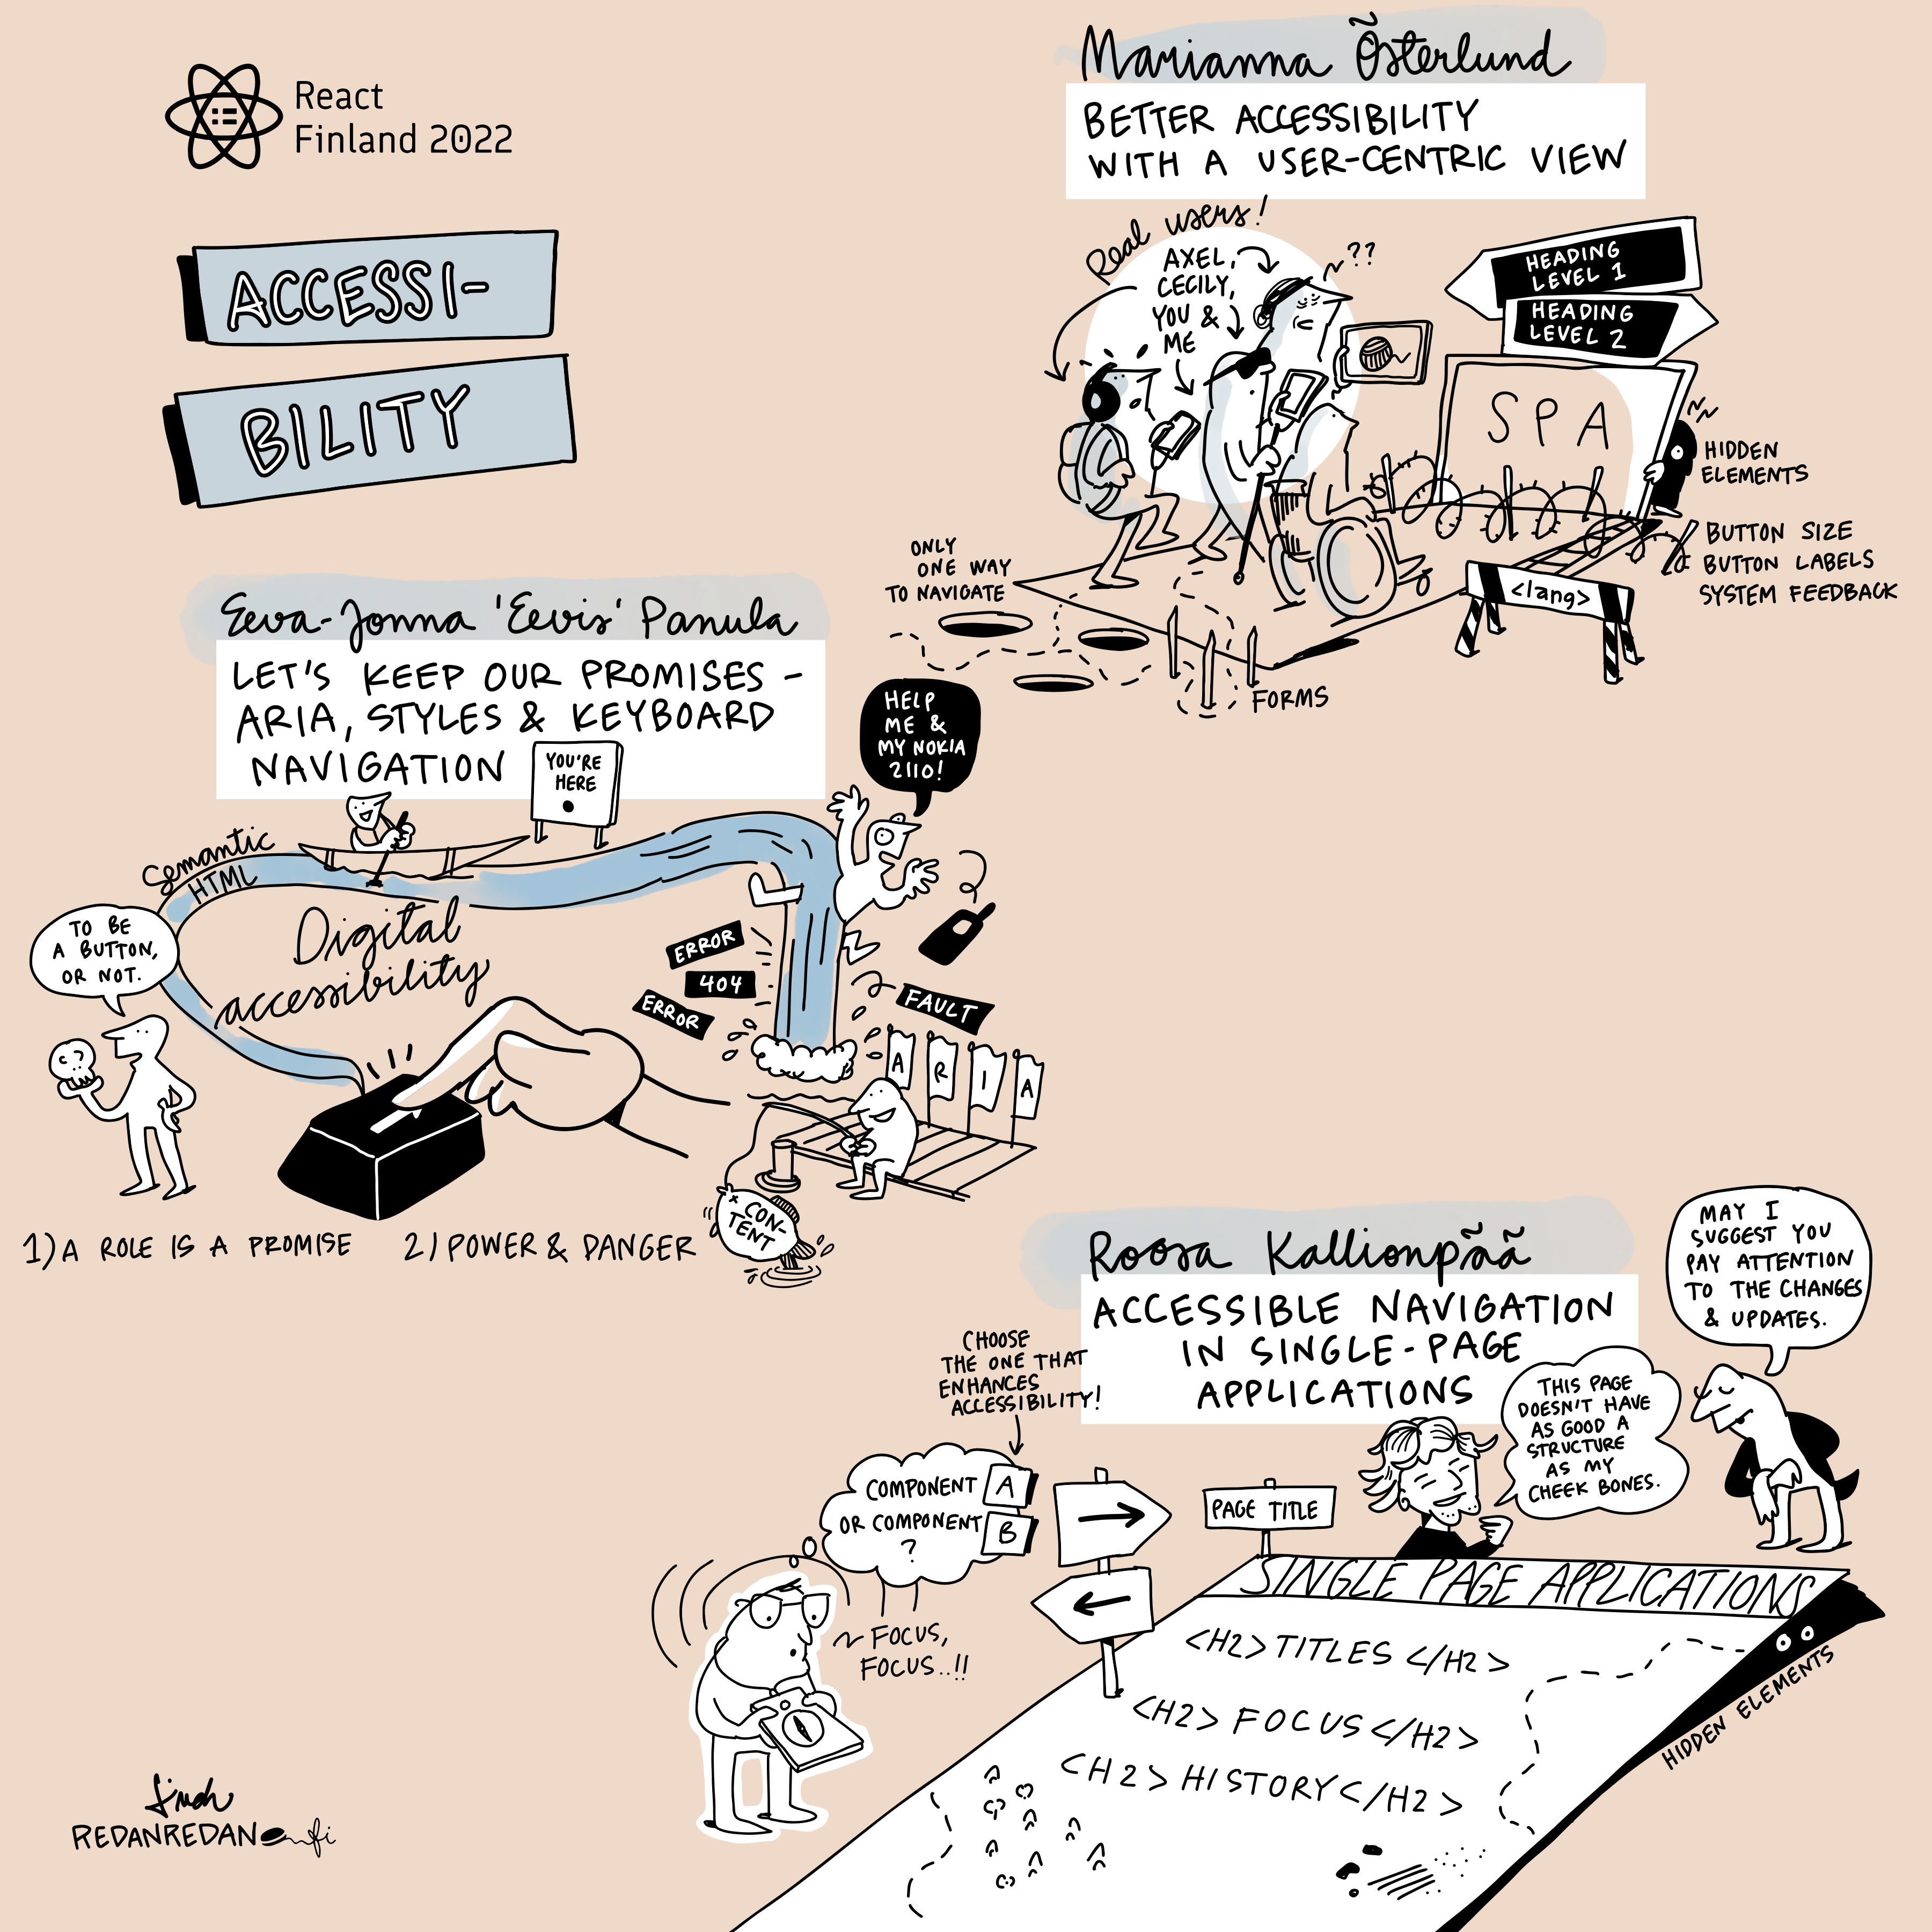 React
Finland 2022
ACCESSI-
BILITY
Marianna Österlund
BETTER ACCESSIBILITY
WITH A USER-CENTRIC VIEW
Real users!
AXEL,
CECILY,
YOU &
ME
??
HEADING
LEVEL 1
HEADING
LEVEL 2
SPA
HIDDEN
ELEMENTS
BUTTON SIZE
BUTTON LABELS
SYSTEM FEEDBACK
<lang>
ONLY
ONE WAY
TO NAVIGATE
FORMS
Eeva-Jonna 'Eevis' Panula
LET'S KEEP OUR PROMISES -
ARIA, STYLES & KEYBOARD
NAVIGATION
YOU'RE
HERE
HELP
ME &
MY NOKIA
2110!
Semantic
HTML
Digital
accessibility
TO BE
A BUTTON,
OR NOT.
ERROR
404
ERROR
FAULT
A R I A
CON-
TENT
1) A ROLE IS A PROMISE
2) POWER & DANGER
Roosa Kallionpää
ACCESSIBLE NAVIGATION
IN SINGLE-PAGE
APPLICATIONS
MAY I
SUGGEST YOU
PAY ATTENTION
TO THE CHANGES
& UPDATES.
THIS PAGE
DOESN'T HAVE
AS GOOD A
STRUCTURE
AS MY
CHEEK BONES.
CHOOSE
THE ONE THAT
ENHANCES
ACCESSIBILITY!
COMPONENT A
OR COMPONENT B
?
FOCUS,
FOCUS..!!
PAGE TITLE
SINGLE PAGE APPLICATIONS
<H2> TITLES </H2>
<H2> FOCUS </H2>
<H2> HISTORY </H2>
HIDDEN ELEMENTS
REDANREDAN
fi